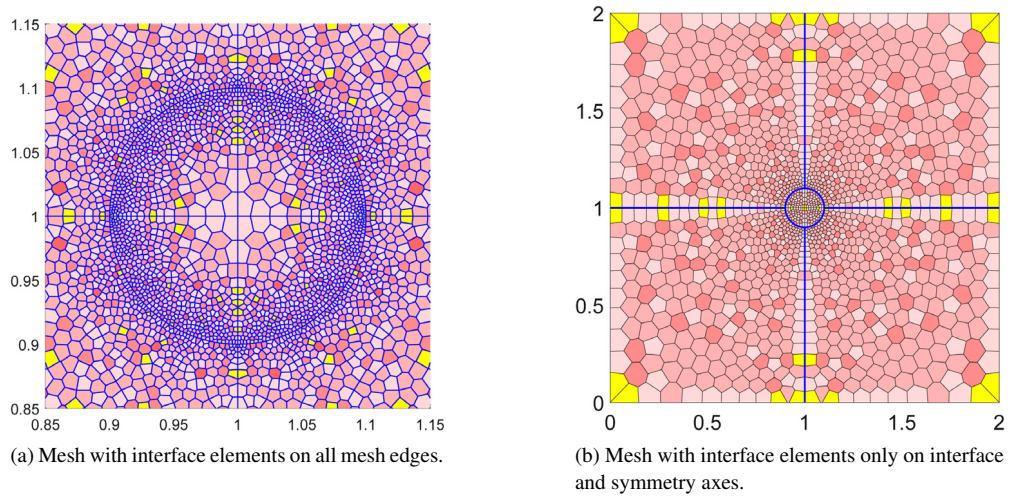 1.15
1.1
1.05
1
0.95
0.9
0.85
0.85 0.9 0.95 1 1.05 1.1 1.15
(a) Mesh with interface elements on all mesh edges.
2
1.5
1
0.5
0
0 0.5 1 1.5 2
(b) Mesh with interface elements only on interface
and symmetry axes.